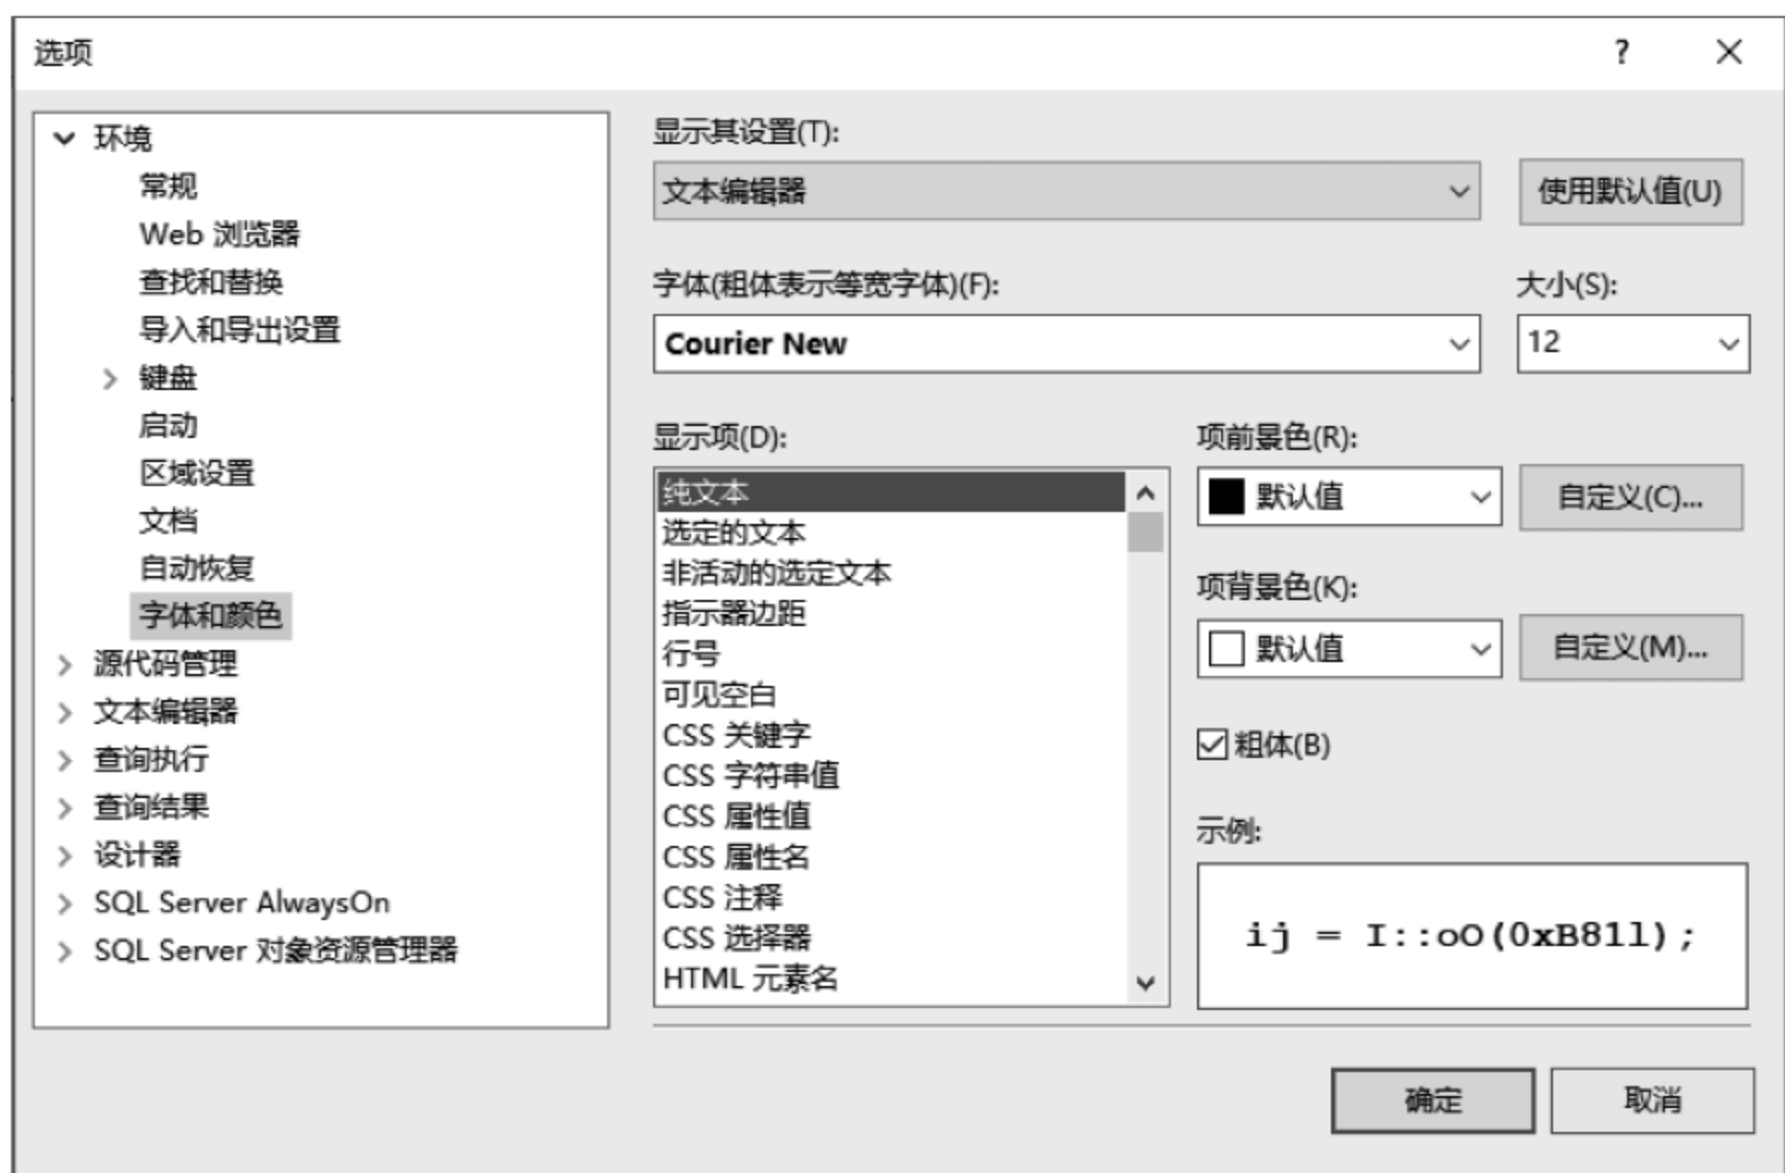 选项
?
环境
常规
Web 浏览器
查找和替换
导入和导出设置
键盘
启动
区域设置
文档
自动恢复
字体和颜色
源代码管理
文本编辑器
查询执行
查询结果
设计器
SQL Server AlwaysOn
SQL Server 对象资源管理器
显示其设置(T):
文本编辑器
使用默认值(U)
字体(粗体表示等宽字体)(F):
大小(S):
Courier New
12
显示项(D):
纯文本
选定的文本
非活动的选定文本
指示器边距
行号
可见空白
CSS 关键字
CSS 字符串值
CSS 属性值
CSS 属性名
CSS 注释
CSS 选择器
HTML 元素名
项前景色(R):
默认值
自定义(C)...
项背景色(K):
默认值
自定义(M)...
粗体(B)
示例:
ij = I::oO(0xB81l);
确定
取消